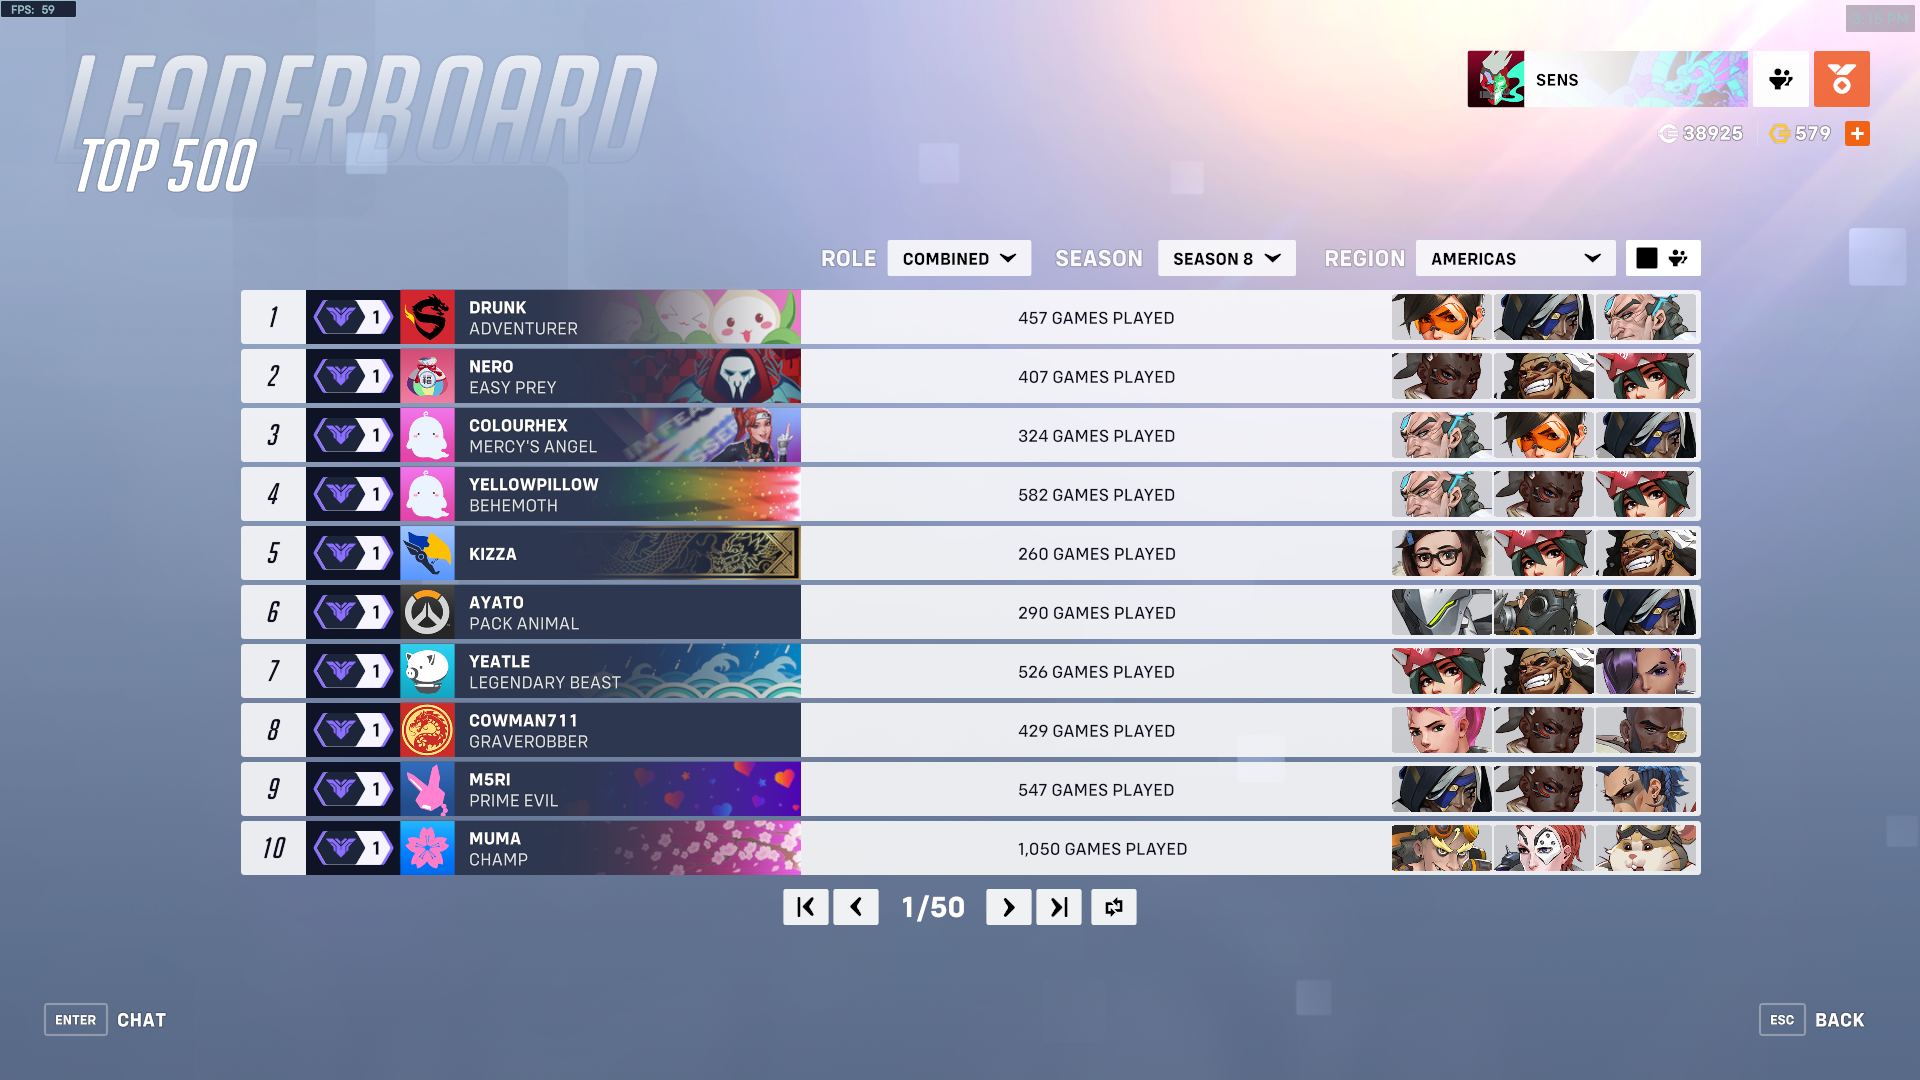 FPS: 59
3:15 PM
LEADERBOARD
TOP 500
SENS
38925
579
ROLE COMBINED SEASON SEASON 8 REGION AMERICAS
1 1 DRUNK
ADVENTURER
457 GAMES PLAYED
2 1 NERO
EASY PREY
407 GAMES PLAYED
3 1 COLOURHEX
MERCY'S ANGEL
324 GAMES PLAYED
4 1 YELLOWPILLOW
BEHEMOTH
582 GAMES PLAYED
5 1 KIZZA
260 GAMES PLAYED
6 1 AYATO
PACK ANIMAL
290 GAMES PLAYED
7 1 YEATLE
LEGENDARY BEAST
526 GAMES PLAYED
8 1 COWMAN711
GRAVEROBBER
429 GAMES PLAYED
9 1 M5RI
PRIME EVIL
547 GAMES PLAYED
10 1 MUMA
CHAMP
1,050 GAMES PLAYED
1/50
ENTER CHAT
ESC BACK